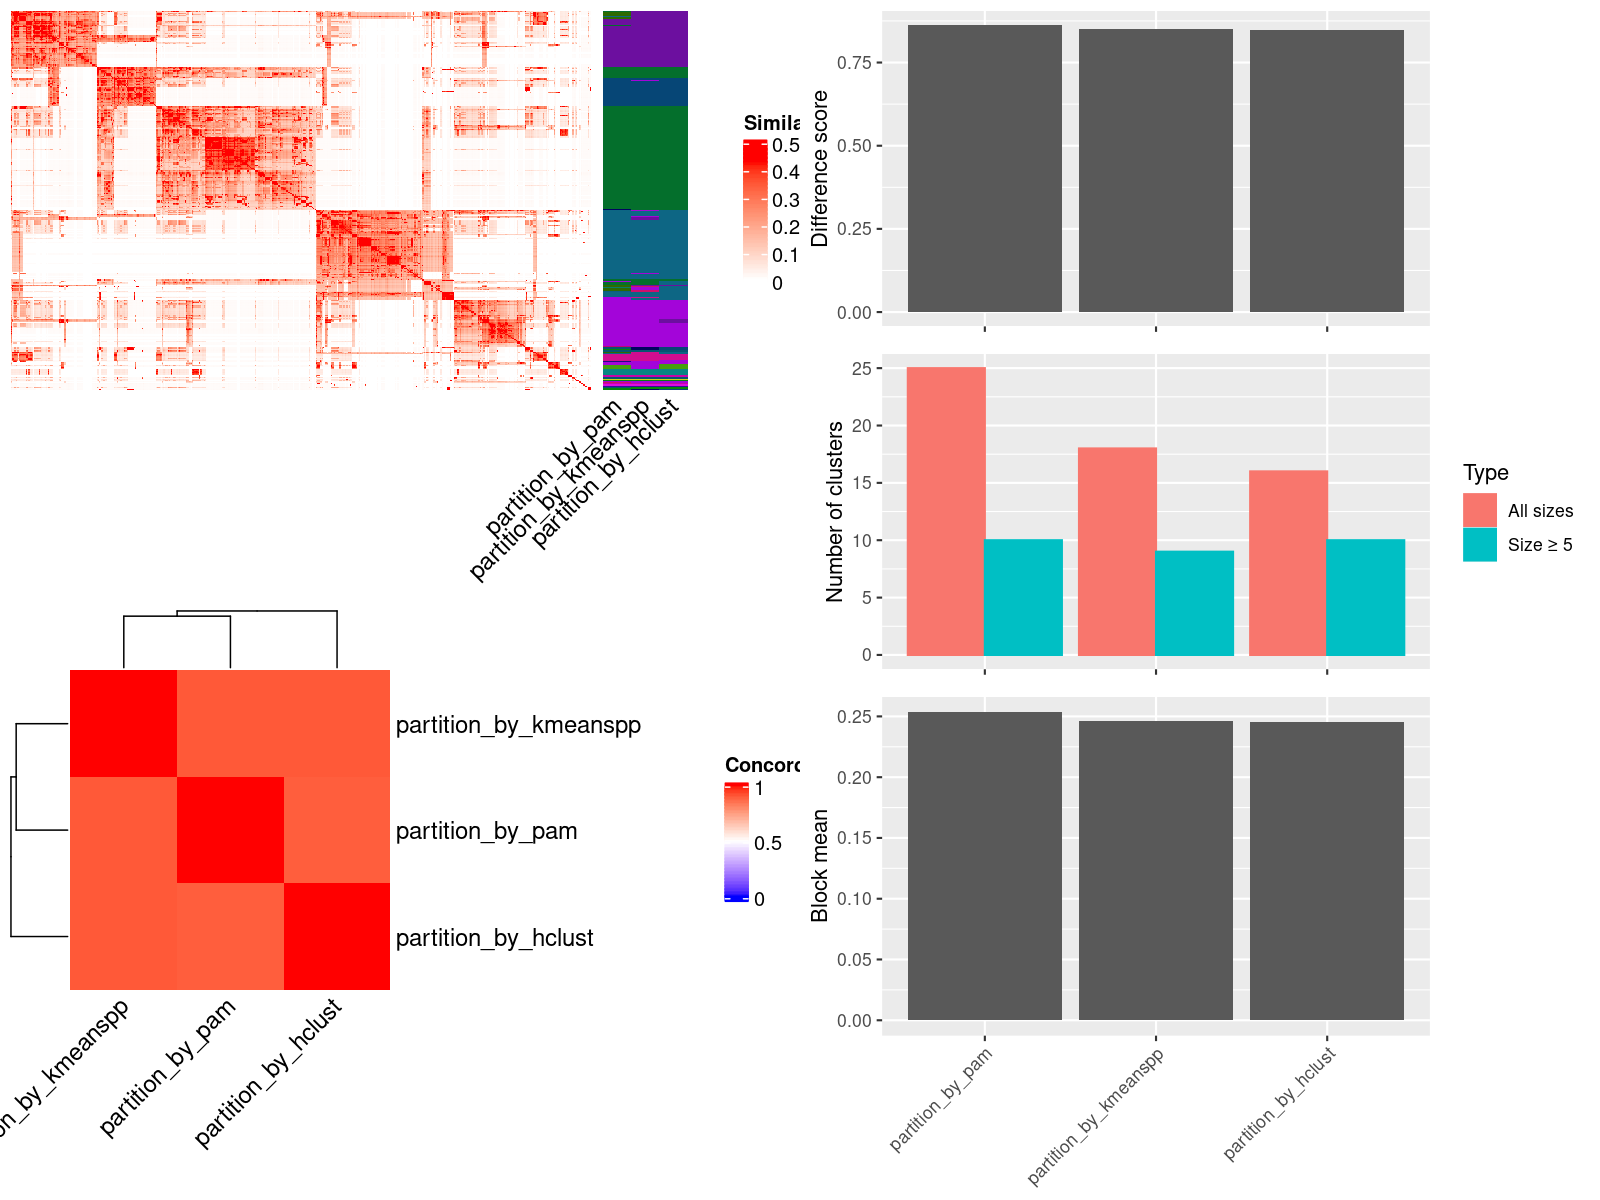 Simila
0.5
0.4
0.3
0.2
0.1
0
partition_by_pam
partition_by_kmeanspp
partition_by_hclust
partition_by_kmeanspp
partition_by_pam
partition_by_hclust
on_by_kmeanspp
partition_by_pam
partition_by_hclust
Concord
1
0.5
0
Difference score
0.75
0.50
0.25
0.00
Number of clusters
25
20
15
10
5
0
Type
All sizes
Size ≥ 5
Block mean
0.25
0.20
0.15
0.10
0.05
0.00
partition_by_pam
partition_by_kmeanspp
partition_by_hclust